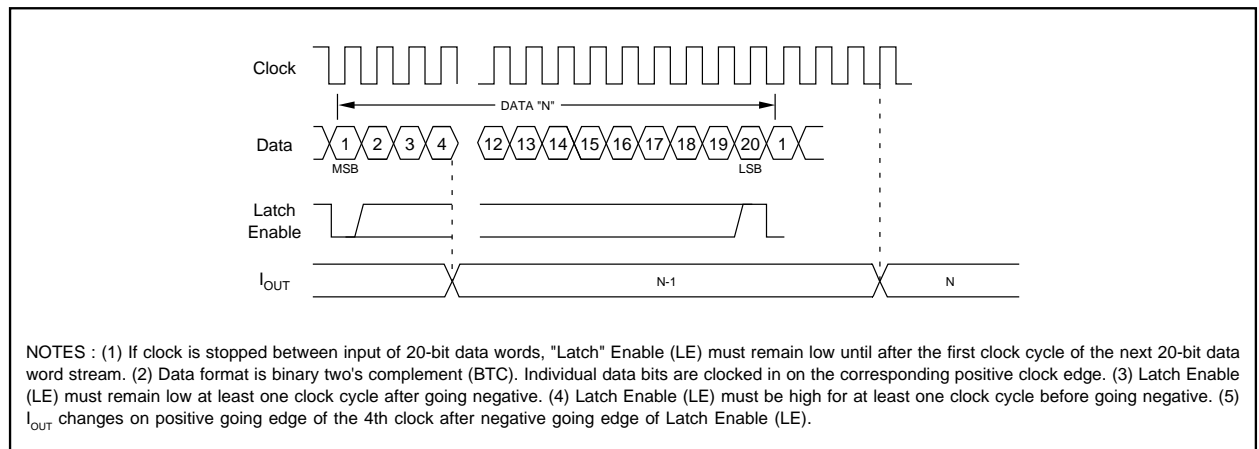 Clock
DATA "N"
Data
1 2 3 4 12 13 14 15 16 17 18 19 20 1
MSB LSB
Latch
Enable
IOUT
N-1 N
NOTES : (1) If clock is stopped between input of 20-bit data words, "Latch" Enable (LE) must remain low until after the first clock cycle of the next 20-bit data
word stream. (2) Data format is binary two's complement (BTC). Individual data bits are clocked in on the corresponding positive clock edge. (3) Latch Enable
(LE) must remain low at least one clock cycle after going negative. (4) Latch Enable (LE) must be high for at least one clock cycle before going negative. (5)
IOUT changes on positive going edge of the 4th clock after negative going edge of Latch Enable (LE).